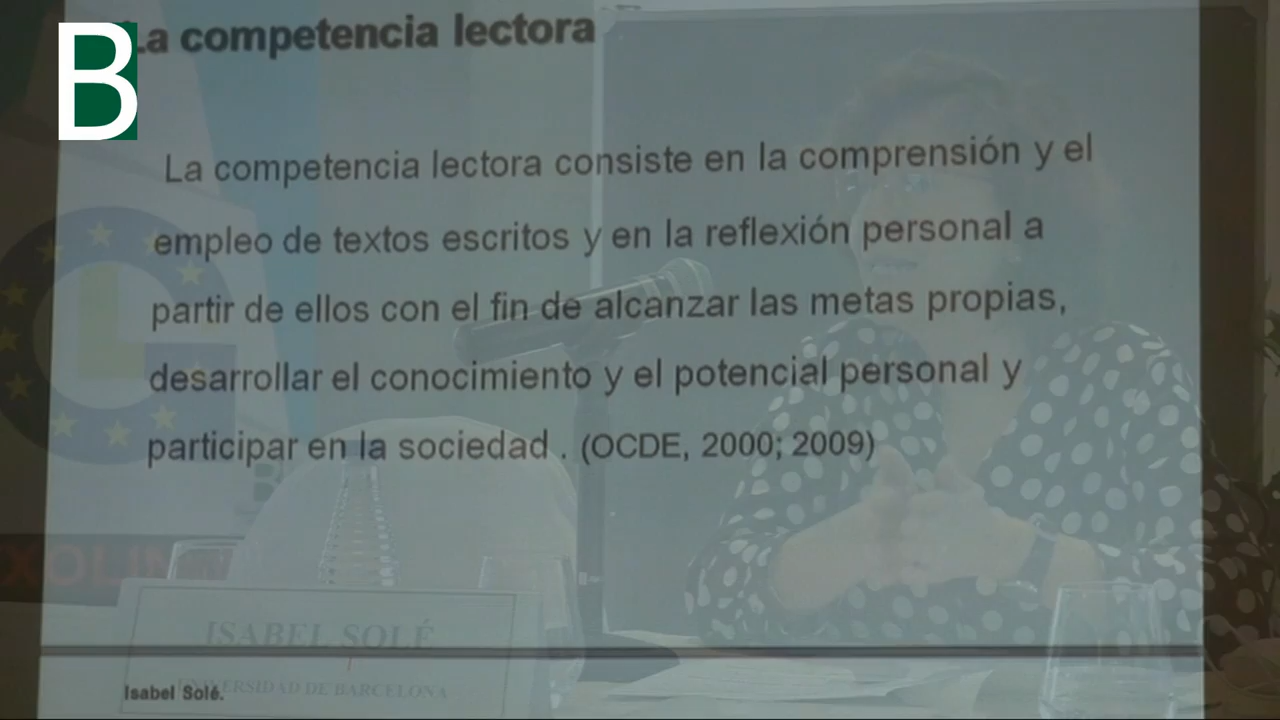 B
La competencia lectora
La competencia lectora consiste en la comprensión y el
empleo de textos escritos y en la reflexión personal a
partir de ellos con el fin de alcanzar las metas propias,
desarrollar el conocimiento y el potencial personal y
participar en la sociedad . (OCDE, 2000; 2009)
ISABEL SOLÉ
UNIVERSIDAD DE BARCELONA
Isabel Solé.